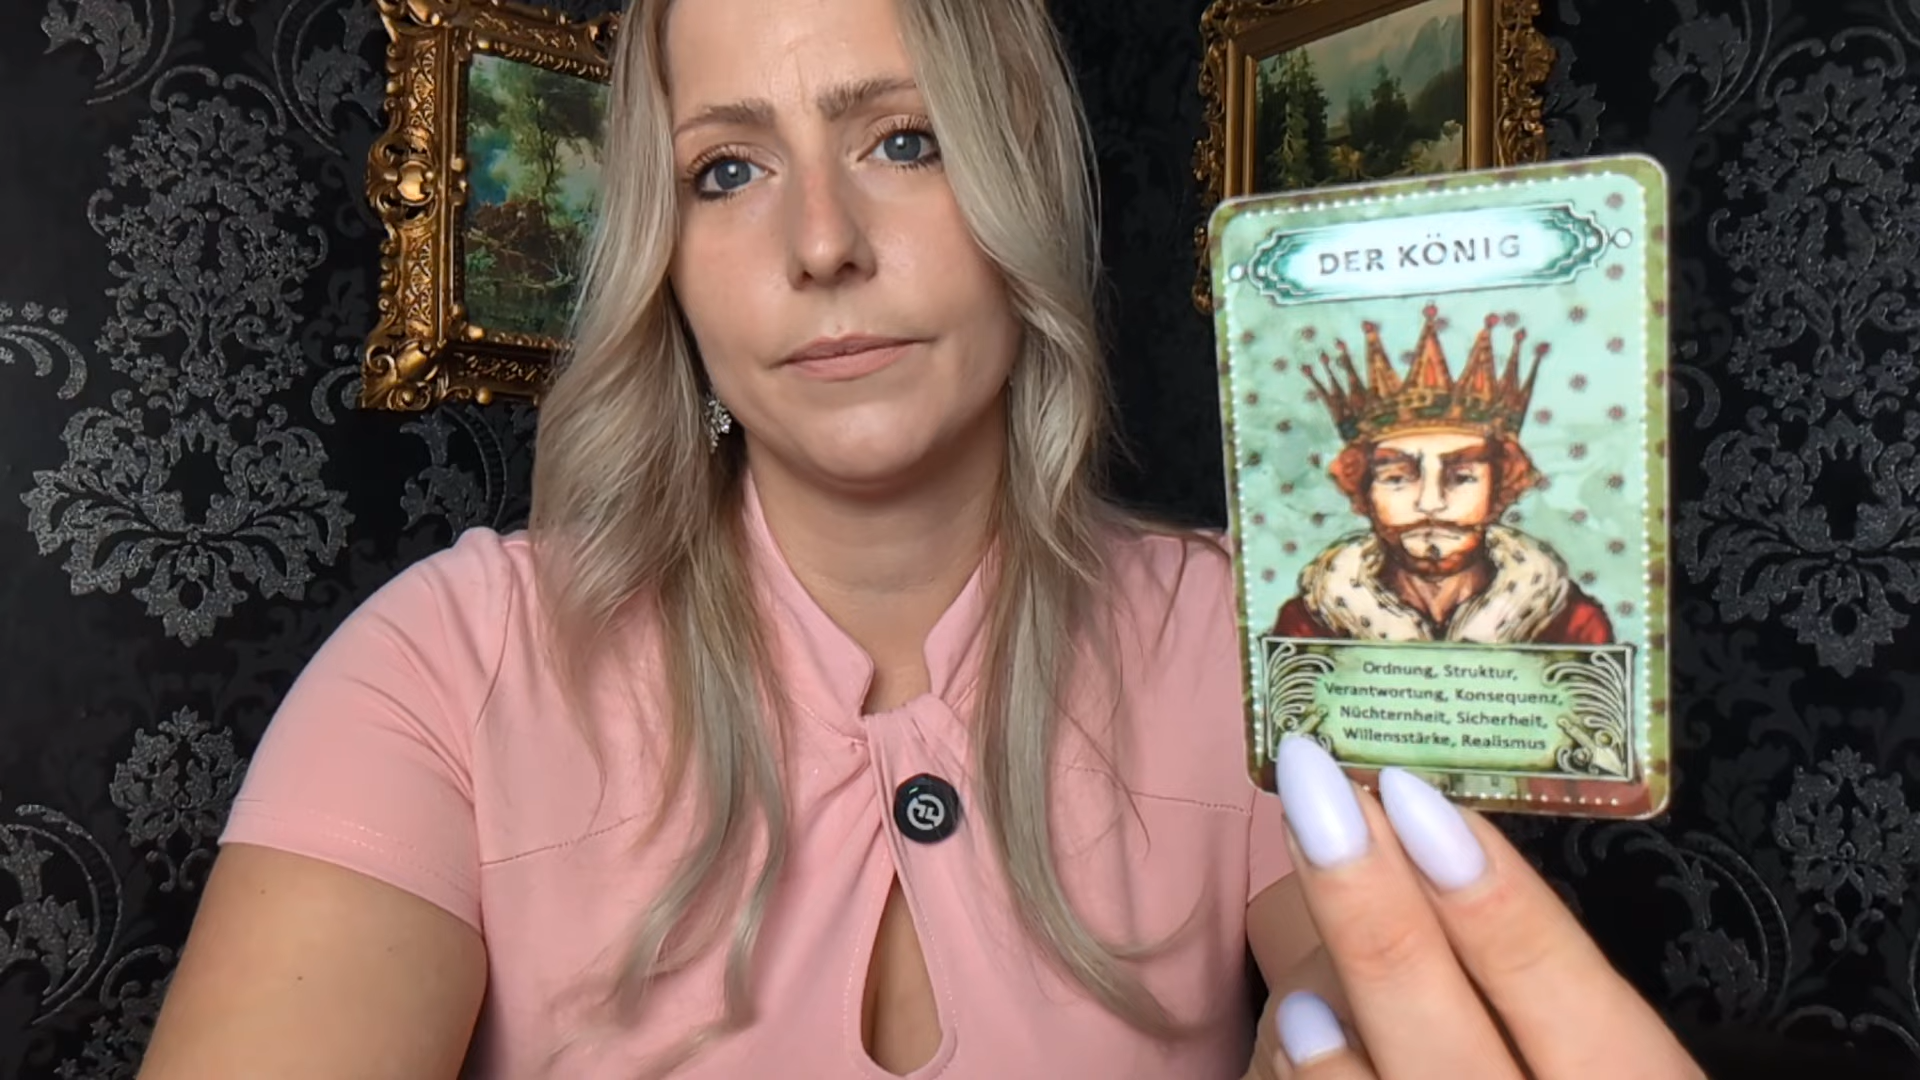 DER KÖNIG
Ordnung, Struktur,
Verantwortung, Konsequenz,
Nüchternheit, Sicherheit,
Willensstärke, Realismus